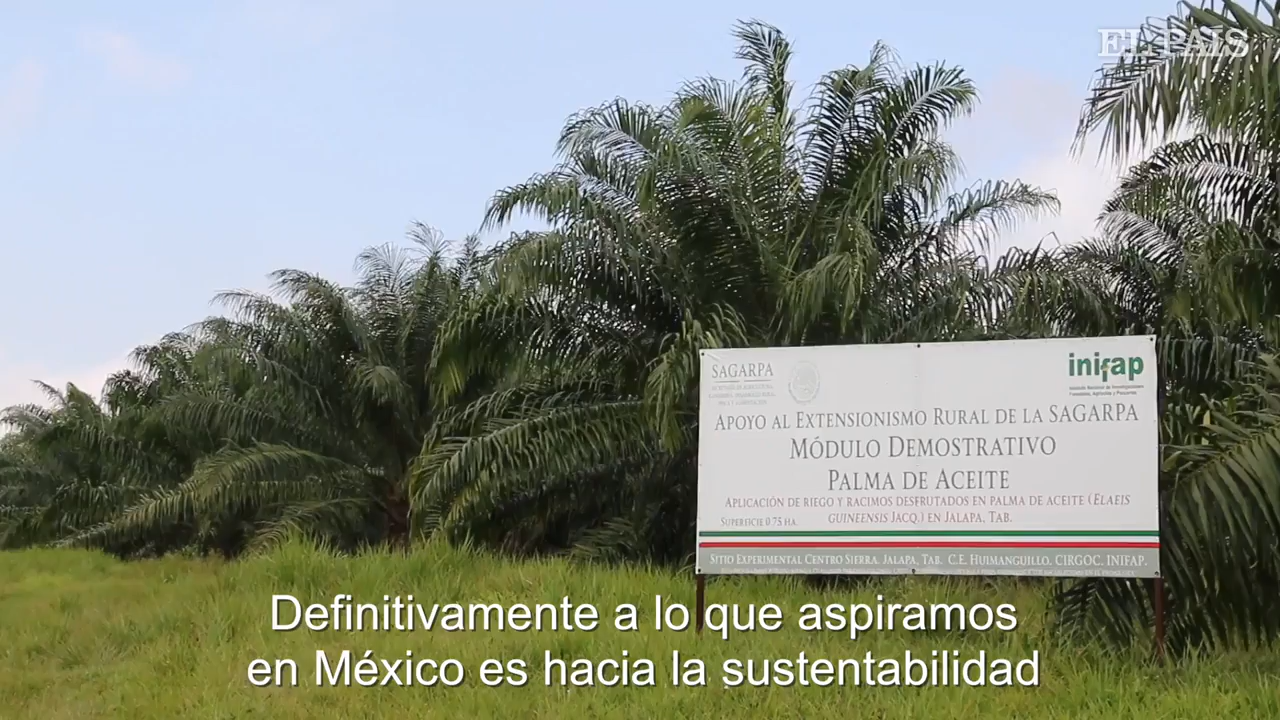 EL PAÍS
SAGARPA
inifap
APOYO AL EXTENSIONISMO RURAL DE LA SAGARPA
MÓDULO DEMOSTRATIVO
PALMA DE ACEITE
APLICACIÓN DE RIEGO Y RACIMOS DESFRUTADOS EN PALMA DE ACEITE (ELAEIS
GUINEENSIS JACQ.) EN JALAPA, TAB.
SUPERFICIE 0.75 HA.
SITIO EXPERIMENTAL CENTRO SIERRA, JALAPA, TAB. C.E. HUIMANGUILLO. CIRGOC. INIFAP.
Definitivamente a lo que aspiramos
en México es hacia la sustentabilidad